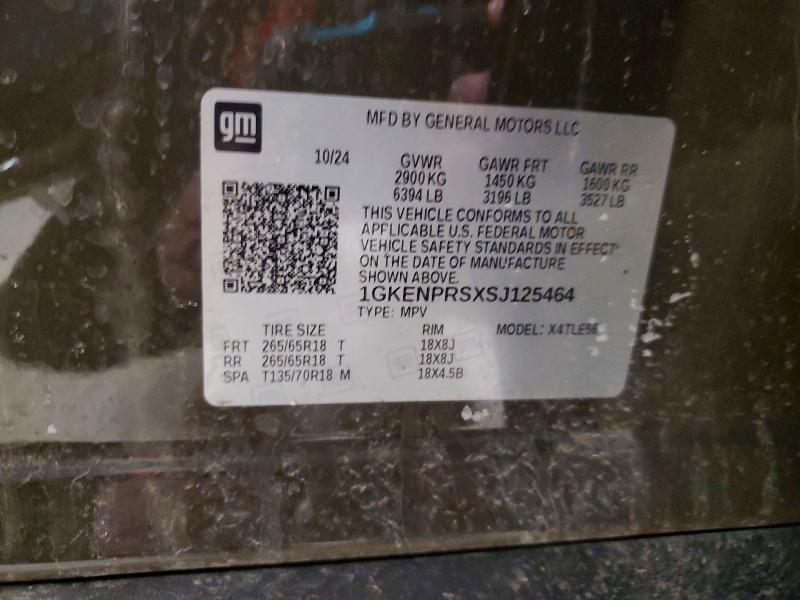 gm
MFD BY GENERAL MOTORS LLC
10/24 GVWR GAWR FRT GAWR RR
2900 KG 1450 KG 1600 KG
6394 LB 3196 LB 3527 LB
THIS VEHICLE CONFORMS TO ALL
APPLICABLE U.S. FEDERAL MOTOR
VEHICLE SAFETY STANDARDS IN EFFECT
ON THE DATE OF MANUFACTURE
SHOWN ABOVE.
1GKENPRSXSJ125464
TYPE: MPV
TIRE SIZE RIM MODEL: X4TLE56
FRT 265/65R18 T 18X8J
RR 265/65R18 T 18X8J
SPA T135/70R18 M 18X4.5B